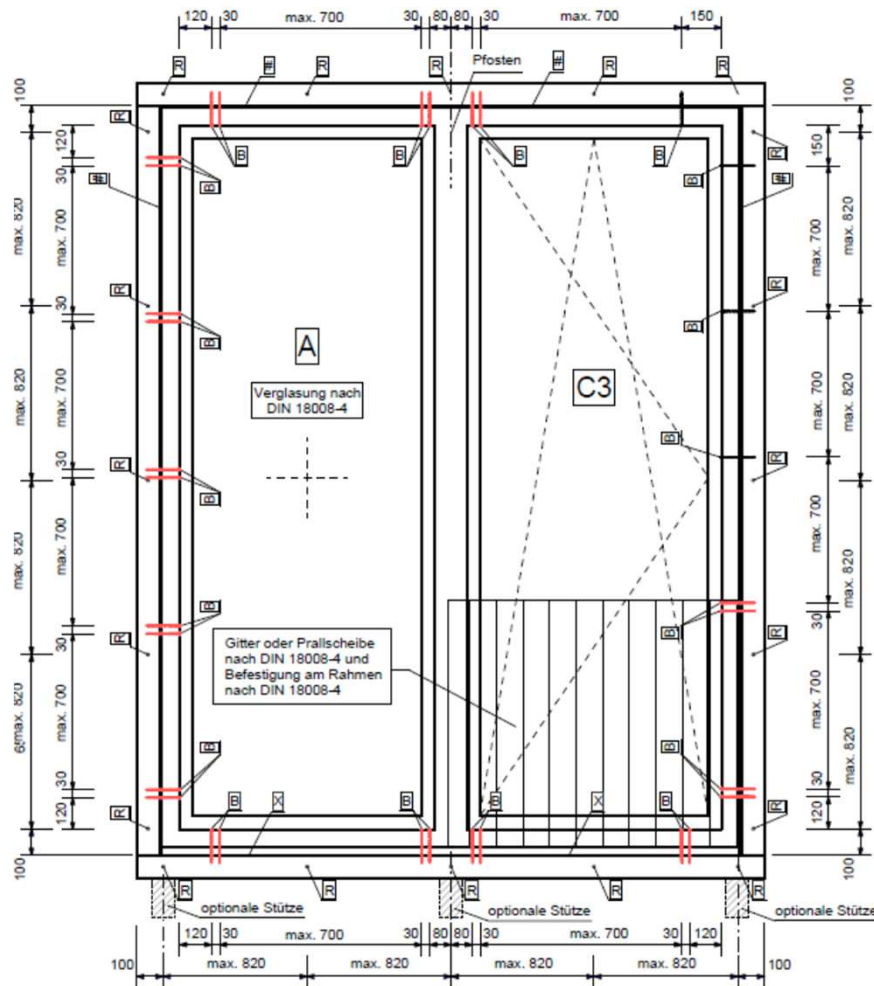 120 30 max. 700 30 80 80 30 max. 700 150
R # R R Pfosten # R R
100 100
R R
120 150
B B B B
30 B B
# #
max. 820 max. 700 max. 700 max. 820
R R
30 B B
A
Verglasung nach
DIN 18008-4
C3
max. 820 max. 700 max. 700 max. 820
B
R R
30 B
max. 820 max. 700 max. 700 max. 820
B
30 B 30
R R
Gitter oder Prallscheibe
nach DIN 18008-4 und
Befestigung am Rahmen
nach DIN 18008-4
max. 820 max. 700 max. 700 max. 820
B B
30 30
B X B B X B
120 120
R R
100 100
R R R R R
optionale Stütze optionale Stütze optionale Stütze
120 30 max. 700 30 80 80 30 max. 700 30 120
100 max. 820 max. 820 max. 820 max. 820 100